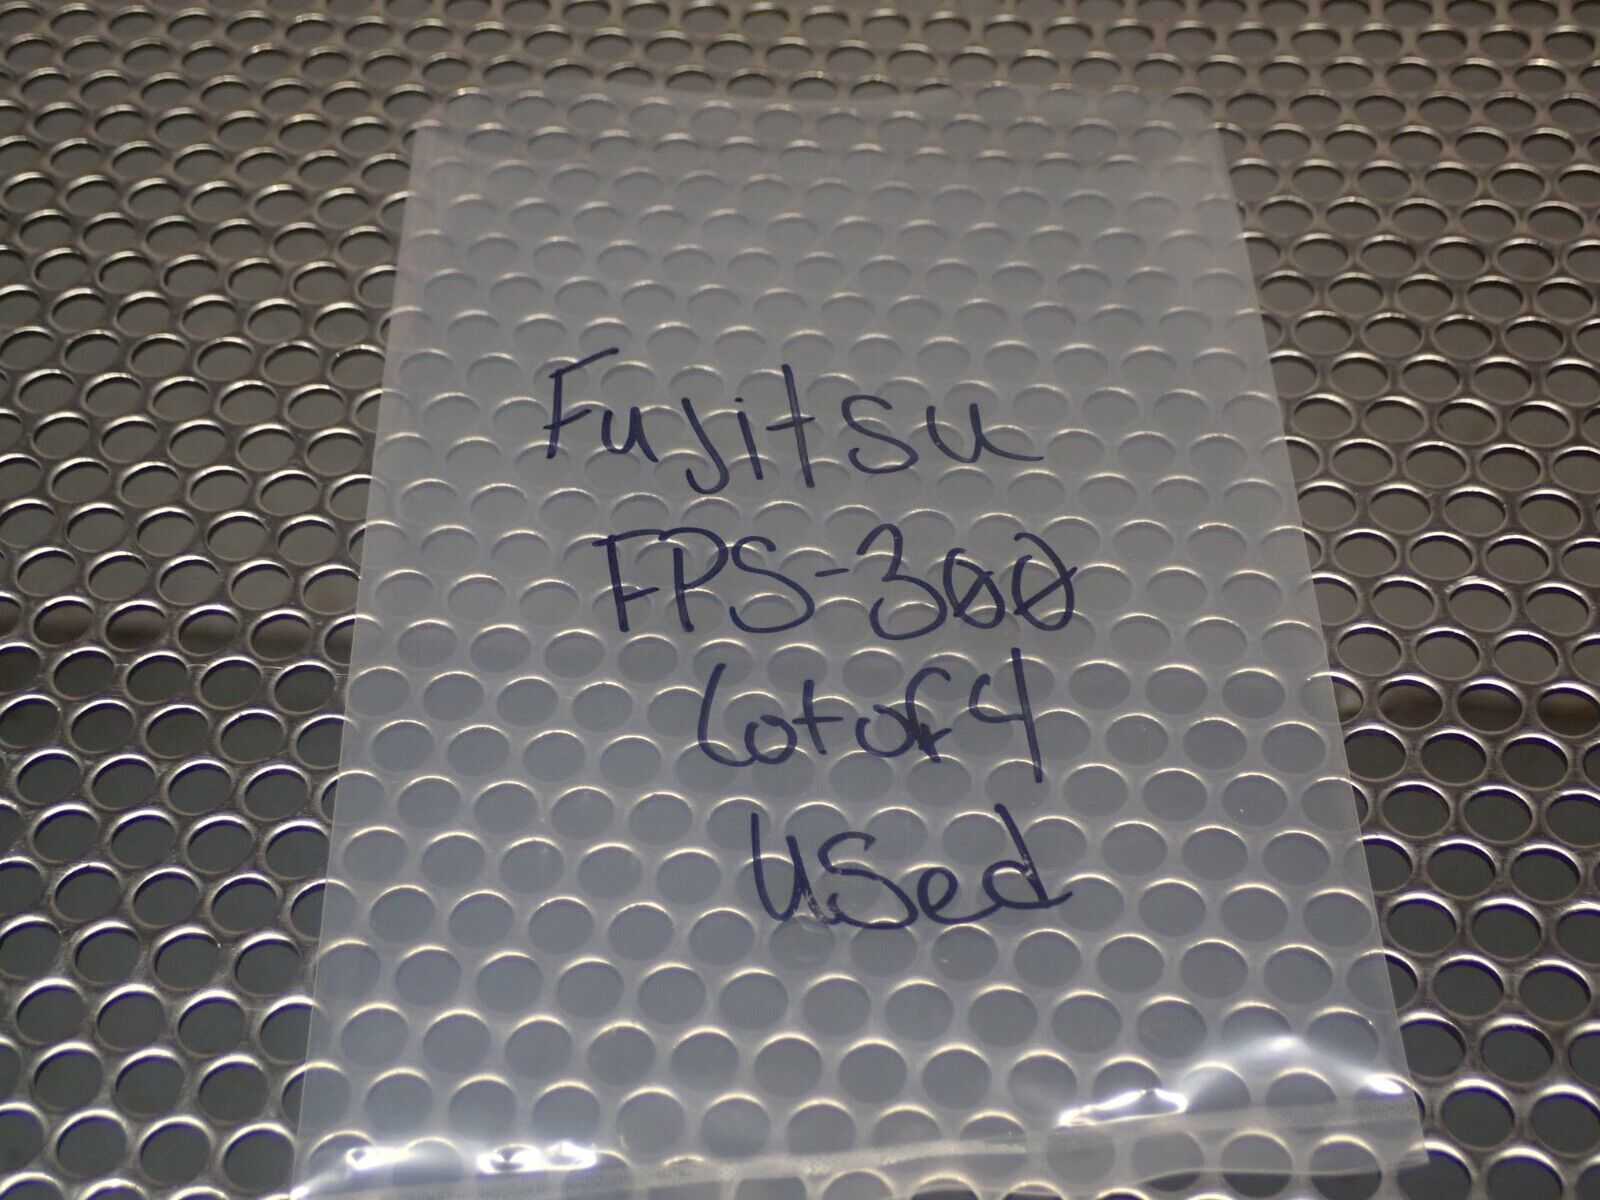 Fujitsu
FPS-300
Lot of 4
Used